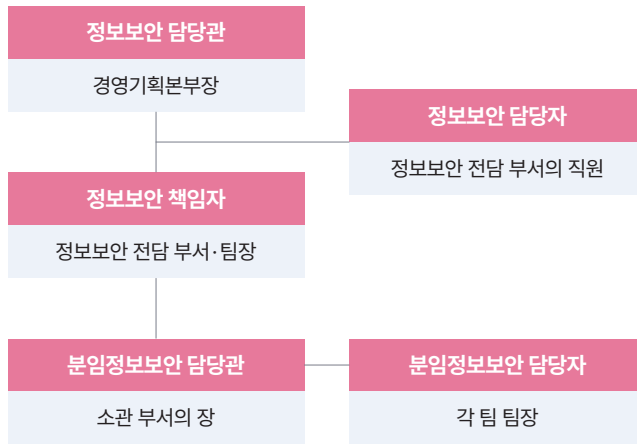 정보보안 담당관
경영기획본부장
정보보안 담당자
정보보안 전담 부서의 직원
정보보안 책임자
정보보안 전담 부서·팀장
분임정보보안 담당관
소관 부서의 장
분임정보보안 담당자
각 팀 팀장